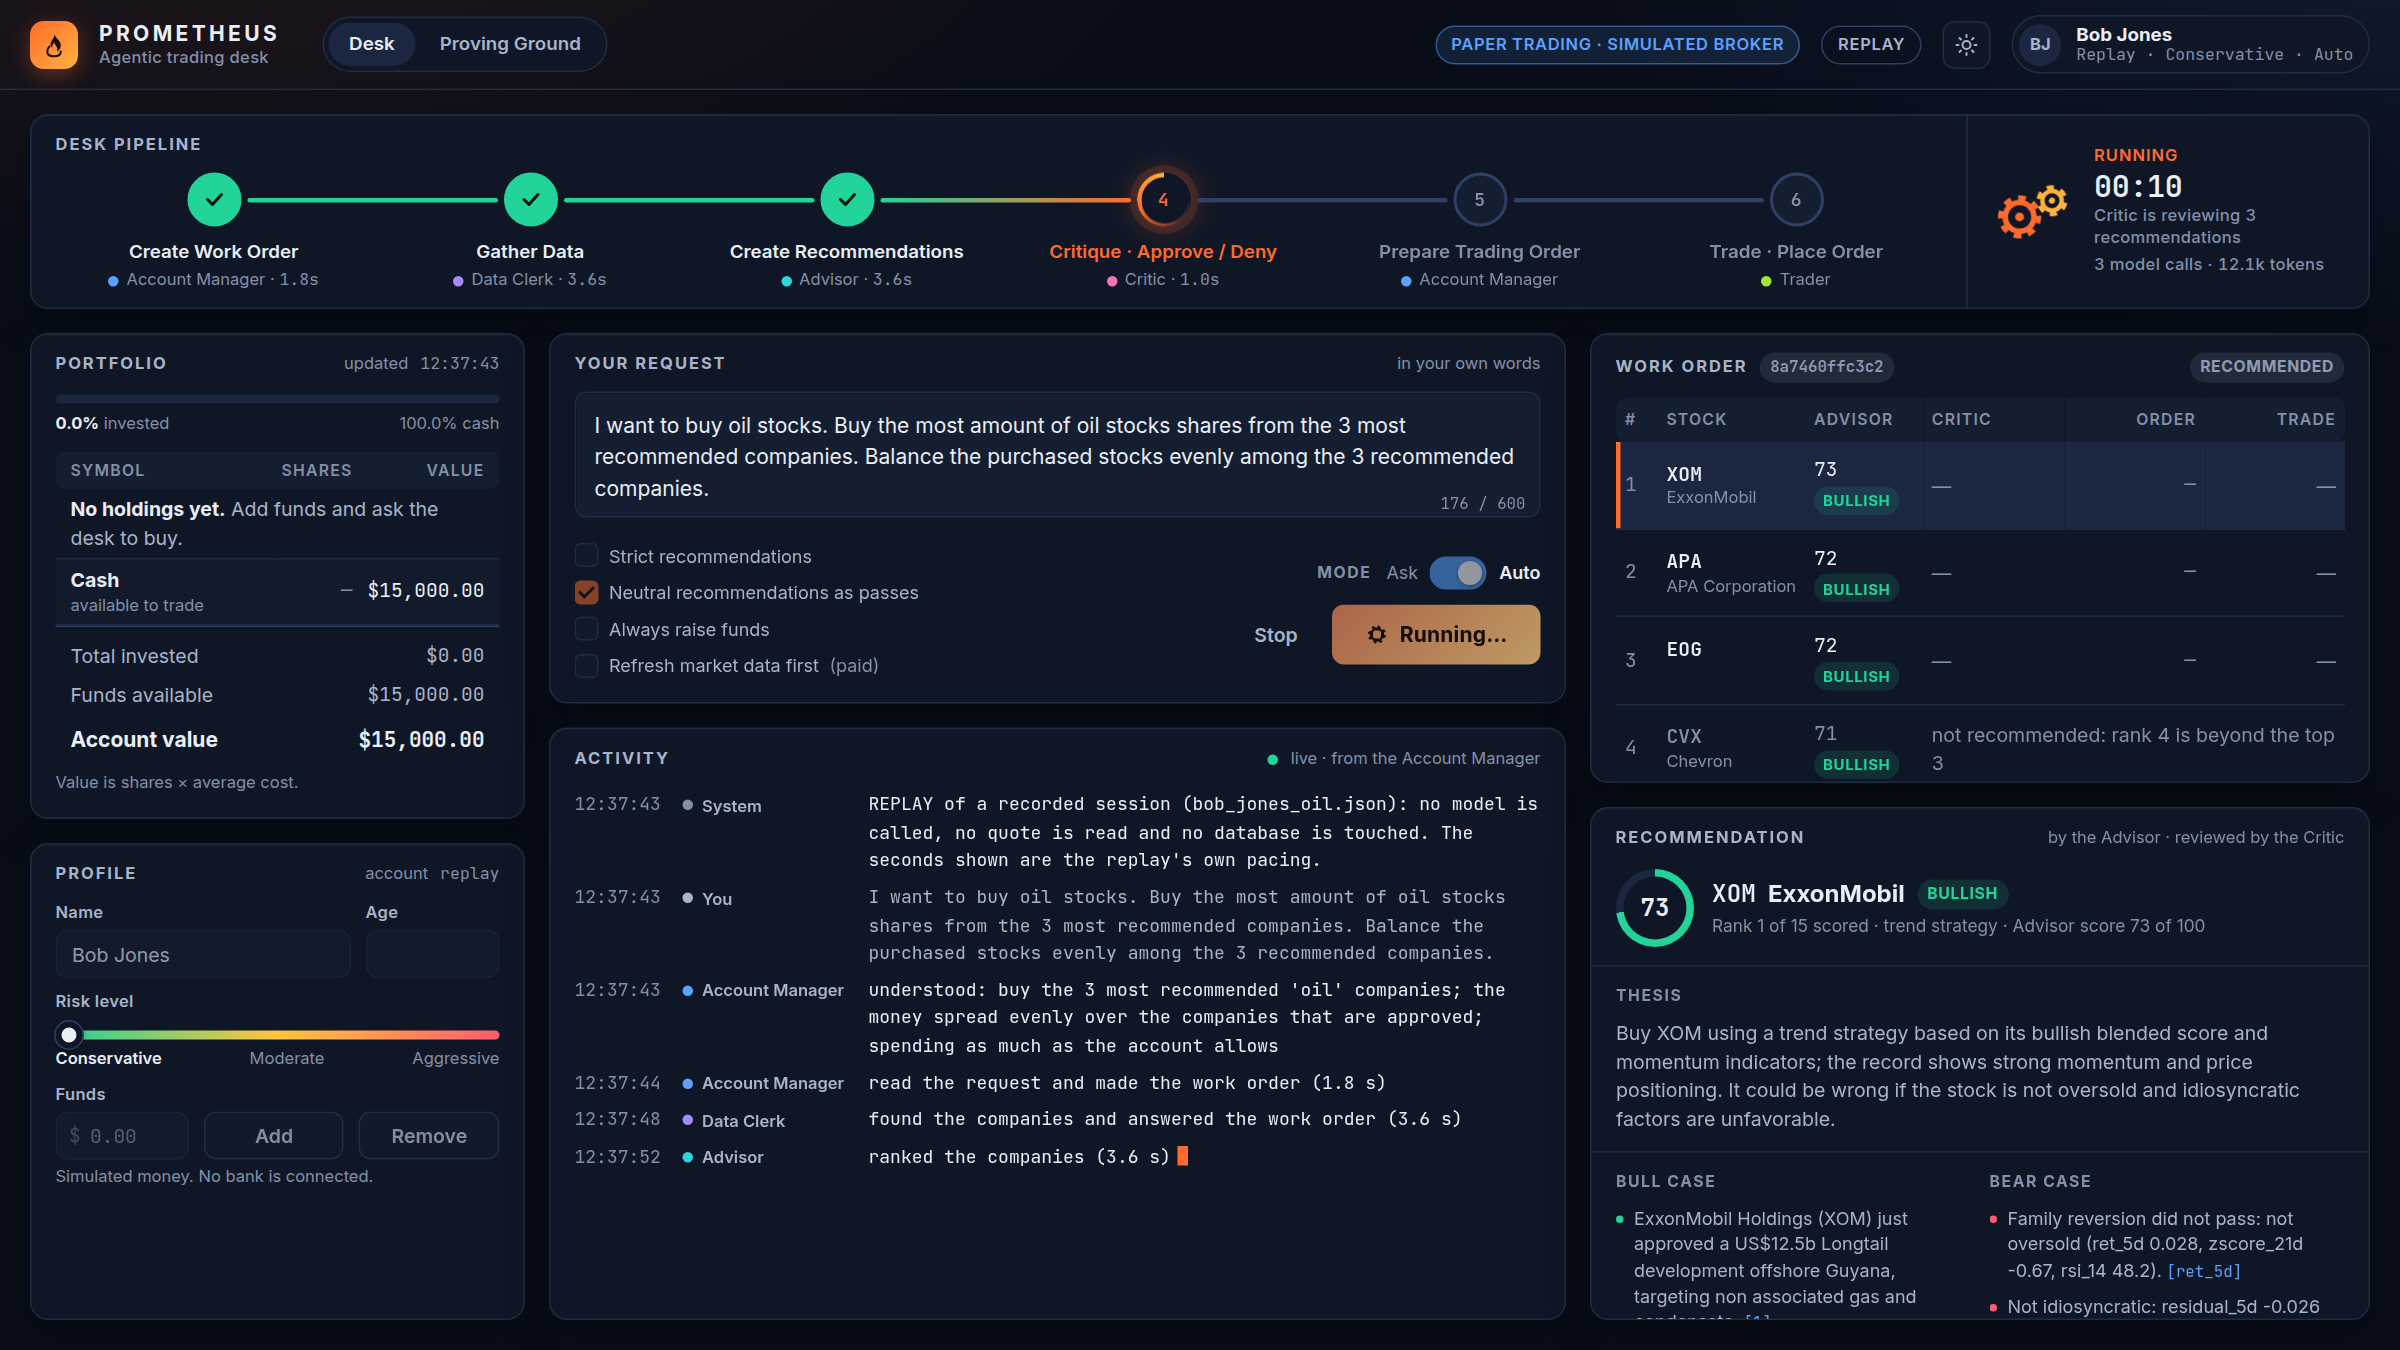 PROMETHEUS
Agentic trading desk
Desk
Proving Ground
PAPER TRADING · SIMULATED BROKER
REPLAY
BJ
Bob Jones
Replay · Conservative · Auto
DESK PIPELINE
4
5
6
Create Work Order
Gather Data
Create Recommendations
Critique · Approve / Deny
Prepare Trading Order
Trade · Place Order
Account Manager · 1.8s
Data Clerk · 3.6s
Advisor · 3.6s
Critic · 1.0s
Account Manager
Trader
RUNNING
00:10
Critic is reviewing 3
recommendations
3 model calls · 12.1k tokens
PORTFOLIO
updated 12:37:43
0.0% invested
100.0% cash
SYMBOL SHARES VALUE
No holdings yet. Add funds and ask the
desk to buy.
Cash
available to trade
– $15,000.00
Total invested $0.00
Funds available $15,000.00
Account value $15,000.00
Value is shares × average cost.
PROFILE
account replay
Name
Age
Bob Jones
Risk level
Conservative Moderate Aggressive
Funds
$ 0.00
Add
Remove
Simulated money. No bank is connected.
YOUR REQUEST
in your own words
I want to buy oil stocks. Buy the most amount of oil stocks shares from the 3 most
recommended companies. Balance the purchased stocks evenly among the 3 recommended
companies.
176 / 600
Strict recommendations
Neutral recommendations as passes
Always raise funds
Refresh market data first (paid)
MODE Ask Auto
Stop
Running...
ACTIVITY
live · from the Account Manager
12:37:43 System REPLAY of a recorded session (bob_jones_oil.json): no model is
called, no quote is read and no database is touched. The
seconds shown are the replay's own pacing.
12:37:43 You I want to buy oil stocks. Buy the most amount of oil stocks
shares from the 3 most recommended companies. Balance the
purchased stocks evenly among the 3 recommended companies.
12:37:43 Account Manager understood: buy the 3 most recommended 'oil' companies; the
money spread evenly over the companies that are approved;
spending as much as the account allows
12:37:44 Account Manager read the request and made the work order (1.8 s)
12:37:48 Data Clerk found the companies and answered the work order (3.6 s)
12:37:52 Advisor ranked the companies (3.6 s)
WORK ORDER 8a7460ffc3c2
RECOMMENDED
# STOCK ADVISOR CRITIC ORDER TRADE
1 XOM ExxonMobil 73 BULLISH — – —
2 APA APA Corporation 72 BULLISH — – —
3 EOG 72 BULLISH — – —
4 CVX Chevron 71 BULLISH not recommended: rank 4 is beyond the top
3
RECOMMENDATION
by the Advisor · reviewed by the Critic
73
XOM ExxonMobil BULLISH
Rank 1 of 15 scored · trend strategy · Advisor score 73 of 100
THESIS
Buy XOM using a trend strategy based on its bullish blended score and
momentum indicators; the record shows strong momentum and price
positioning. It could be wrong if the stock is not oversold and idiosyncratic
factors are unfavorable.
BULL CASE
ExxonMobil Holdings (XOM) just
approved a US$12.5b Longtail
development offshore Guyana,
targeting non associated gas and
BEAR CASE
Family reversion did not pass: not
oversold (ret_5d 0.028, zscore_21d
-0.67, rsi_14 48.2). [ret_5d]
Not idiosyncratic: residual_5d -0.026